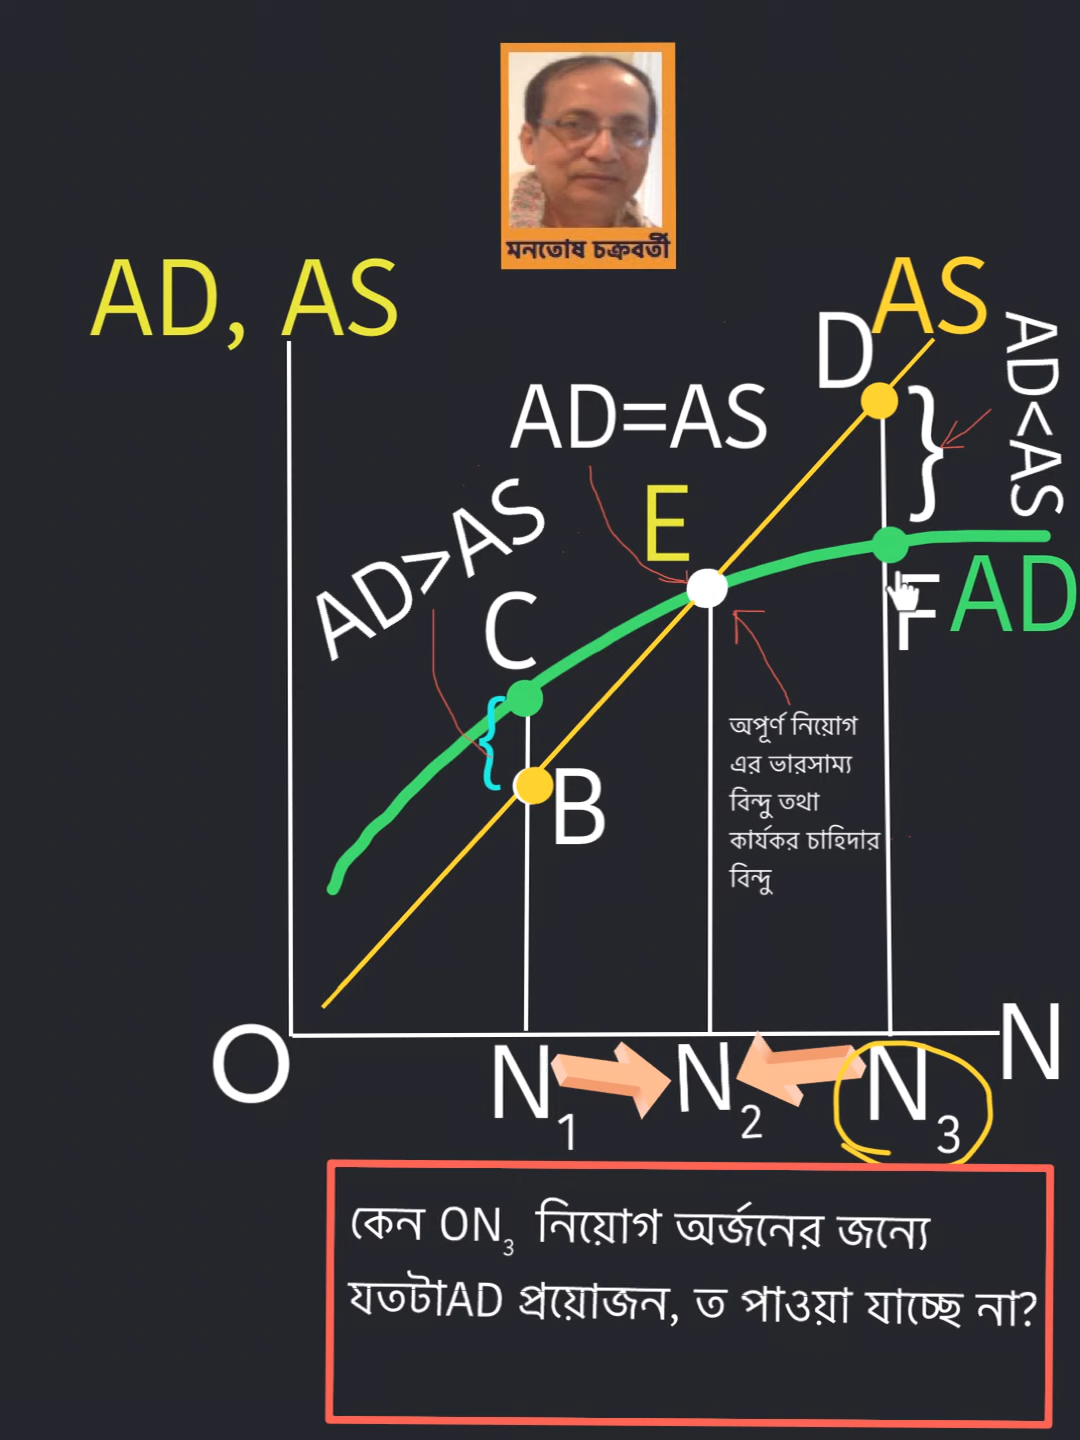 মনতোষ চক্রবর্তী
AD, AS
AS
D
AD<AS
AD=AS
E
AD>AS
C
F
AD
B
অপূর্ণ নিয়োগ
এর ভারসাম্য
বিন্দু তথা
কার্যকর চাহিদার
বিন্দু
O
N₁
N₂
N₃
N
কেন ON₃ নিয়োগ অর্জনের জন্যে
যতটাAD প্রয়োজন, ত পাওয়া যাচ্ছে না?